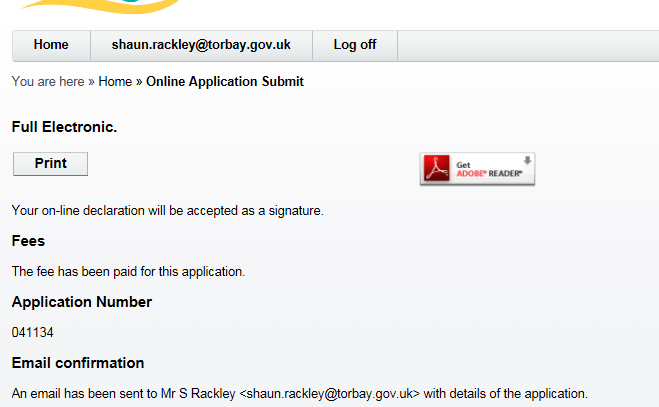 Home shaun.rackley@torbay.gov.uk Log off
You are here » Home » Online Application Submit
Full Electronic.
Print
Get
ADOBE® READER®
Your on-line declaration will be accepted as a signature.
Fees
The fee has been paid for this application.
Application Number
041134
Email confirmation
An email has been sent to Mr S Rackley <shaun.rackley@torbay.gov.uk> with details of the application.